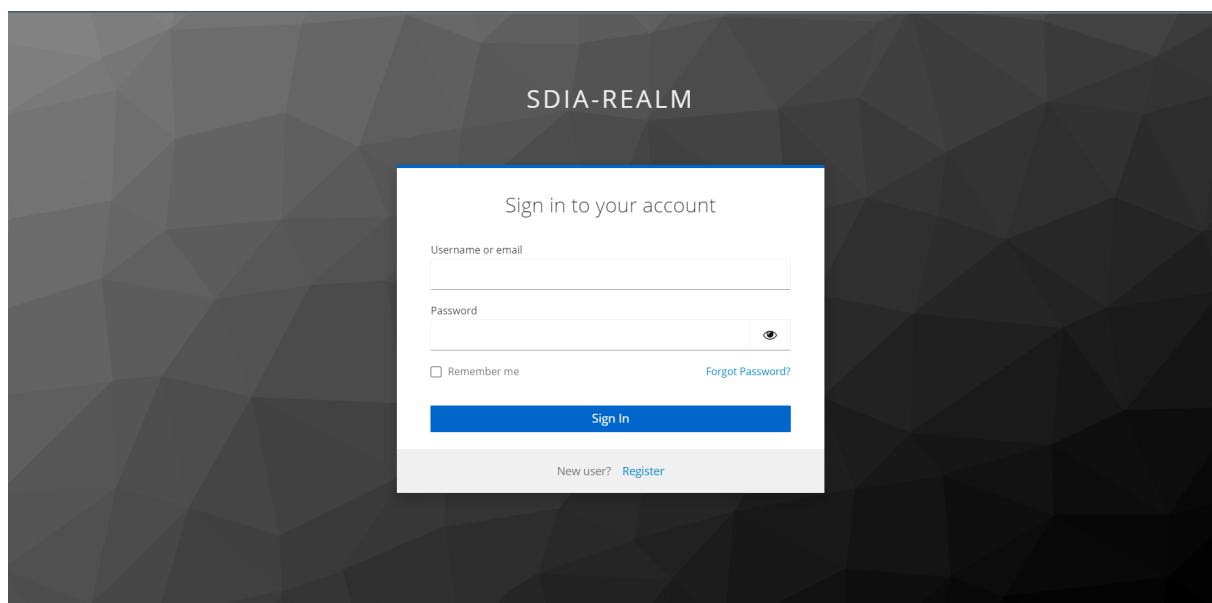 SDIA-REALM
Sign in to your account
Username or email
Password
Remember me Forgot Password?
Sign In
New user? Register